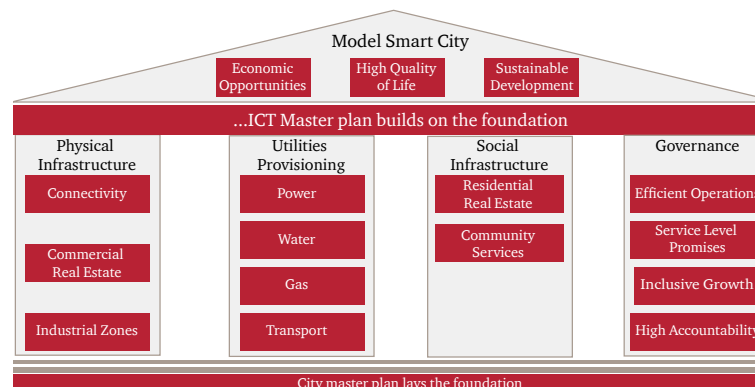 Model Smart City
Economic
Opportunities
High Quality
of Life
Sustainable
Development
...ICT Master plan builds on the foundation
Physical
Infrastructure
Connectivity
Commercial
Real Estate
Industrial Zones
Utilities
Provisioning
Power
Water
Gas
Transport
Social
Infrastructure
Residential
Real Estate
Community
Services
Governance
Efficient Operations
Service Level
Promises
Inclusive Growth
High Accountability
City master plan lays the foundation